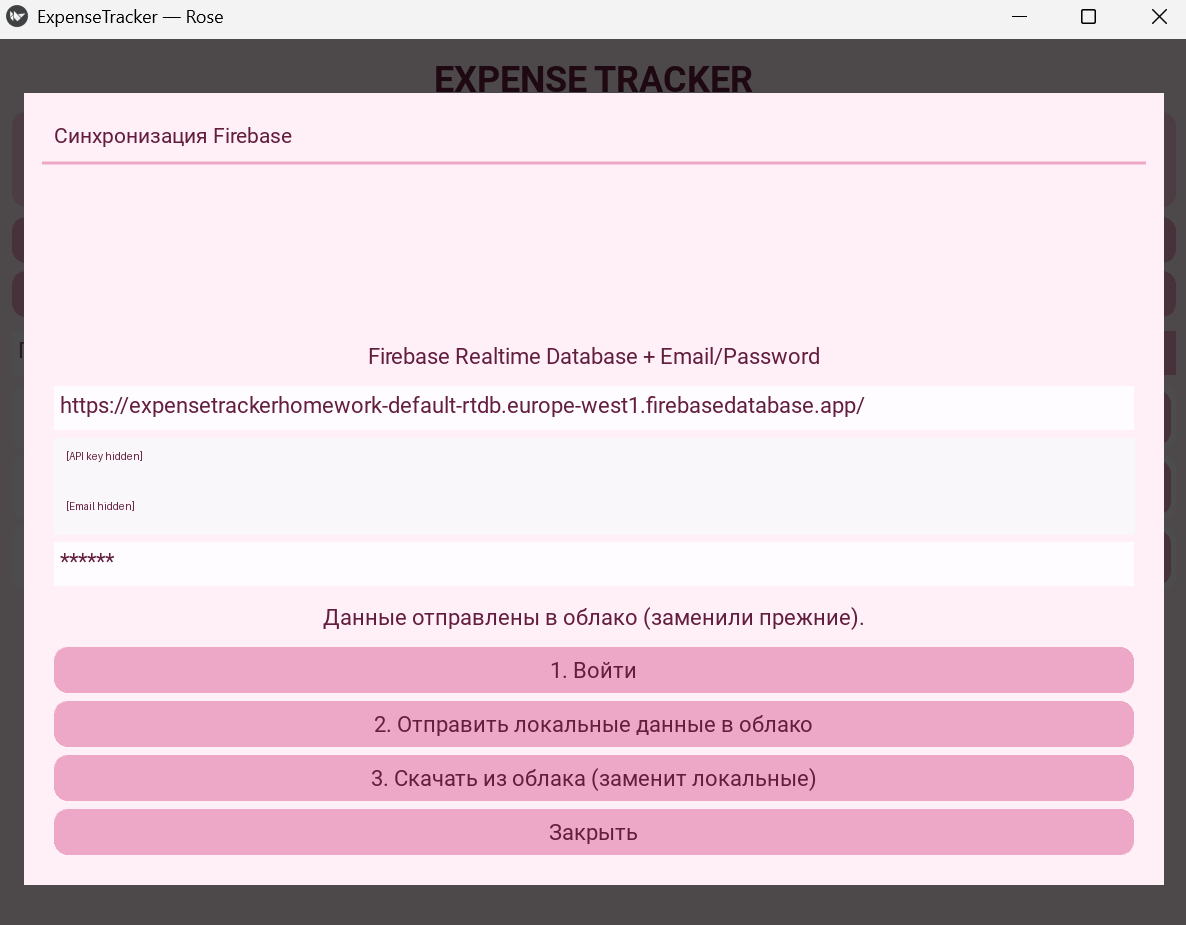 ExpenseTracker — Rose
EXPENSE TRACKER
Синхронизация Firebase
Firebase Realtime Database + Email/Password
https://expensetrackerhomework-default-rtdb.europe-west1.firebasedatabase.app/
[API key hidden]
[Email hidden]
******
Данные отправлены в облако (заменили прежние).
1. Войти
2. Отправить локальные данные в облако
3. Скачать из облака (заменит локальные)
Закрыть